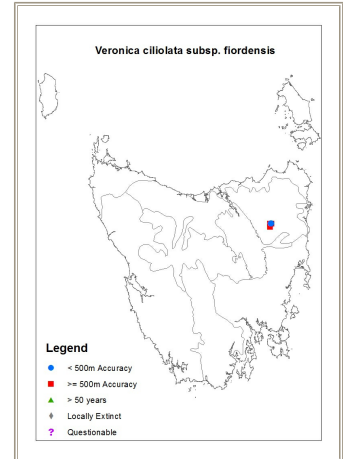 Veronica ciliolata subsp. fiordensis
Legend
< 500m Accuracy
>= 500m Accuracy
> 50 years
Locally Extinct
? Questionable